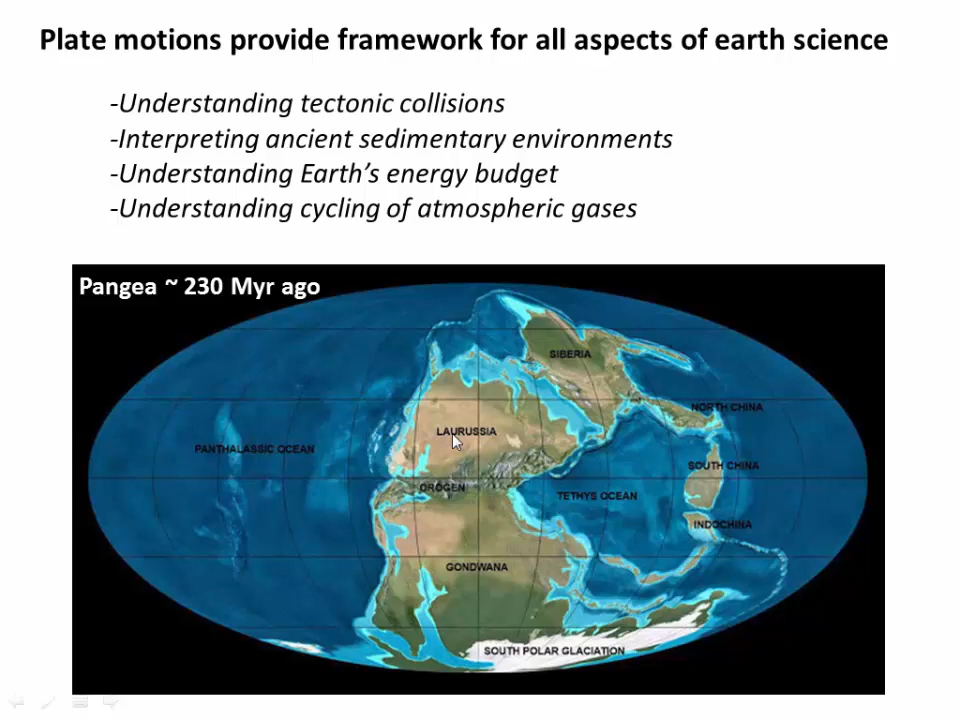 Plate motions provide framework for all aspects of earth science
-Understanding tectonic collisions
-Interpreting ancient sedimentary environments
-Understanding Earth’s energy budget
-Understanding cycling of atmospheric gases
Pangea ~ 230 Myr ago
SIBERIA
NORTH CHINA
LAURUSSIA
PANTHALASSIC OCEAN
SOUTH CHINA
OROGEN
TETHYS OCEAN
INDOCHINA
GONDWANA
SOUTH POLAR GLACIATION